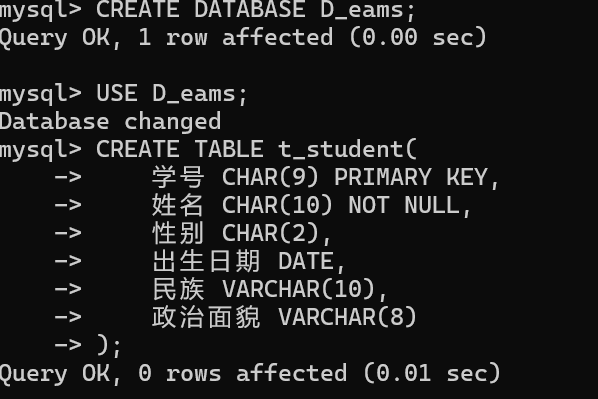 mysql> CREATE DATABASE D_eams;
Query OK, 1 row affected (0.00 sec)
mysql> USE D_eams;
Database changed
mysql> CREATE TABLE t_student(
    ->     学号 CHAR(9) PRIMARY KEY,
    ->     姓名 CHAR(10) NOT NULL,
    ->     性别 CHAR(2),
    ->     出生日期 DATE,
    ->     民族 VARCHAR(10),
    ->     政治面貌 VARCHAR(8)
    -> );
Query OK, 0 rows affected (0.01 sec)